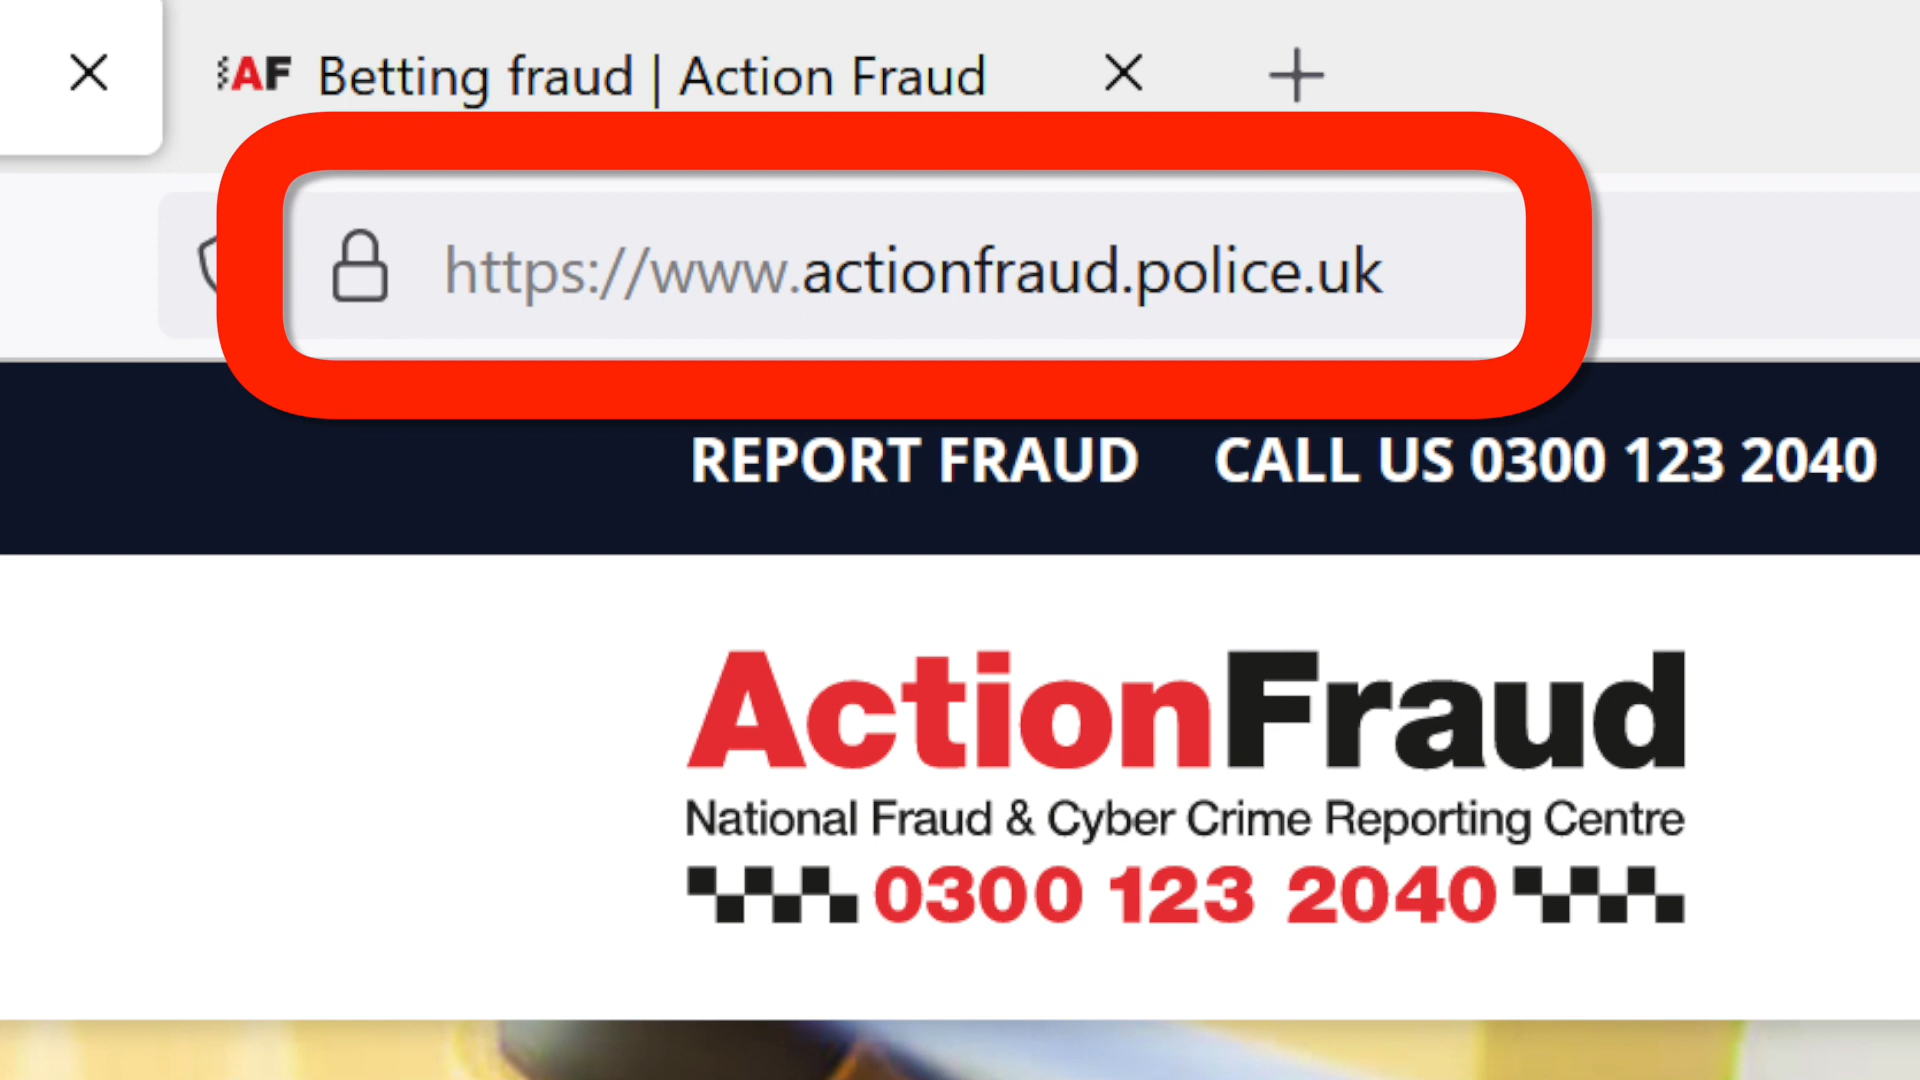 AF Betting fraud | Action Fraud
https://www.actionfraud.police.uk
REPORT FRAUD CALL US 0300 123 2040
ActionFraud
National Fraud & Cyber Crime Reporting Centre
0300 123 2040